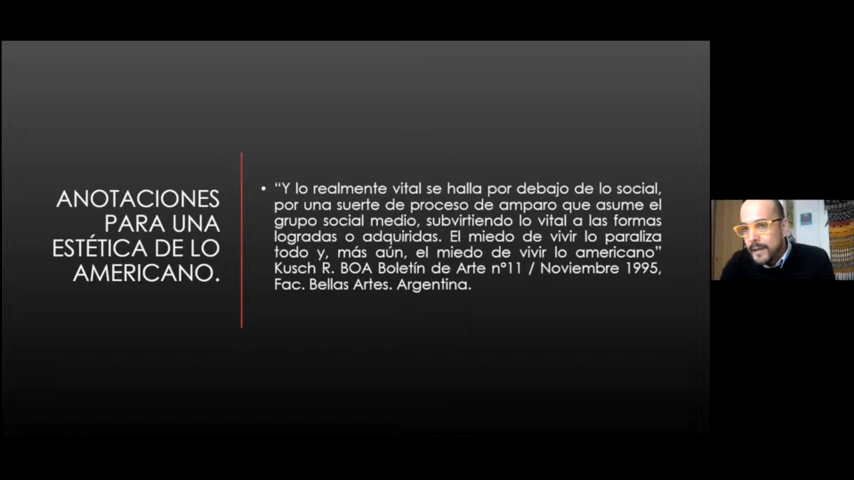 ANOTACIONES
PARA UNA
ESTÉTICA DE LO
AMERICANO.
• “Y lo realmente vital se halla por debajo de lo social,
por una suerte de proceso de amparo que asume el
grupo social medio, subvirtiendo lo vital a las formas
logradas o adquiridas. El miedo de vivir lo paraliza
todo y, más aún, el miedo de vivir lo americano”
Kusch R. BOA Boletín de Arte n°11 / Noviembre 1995,
Fac. Bellas Artes. Argentina.